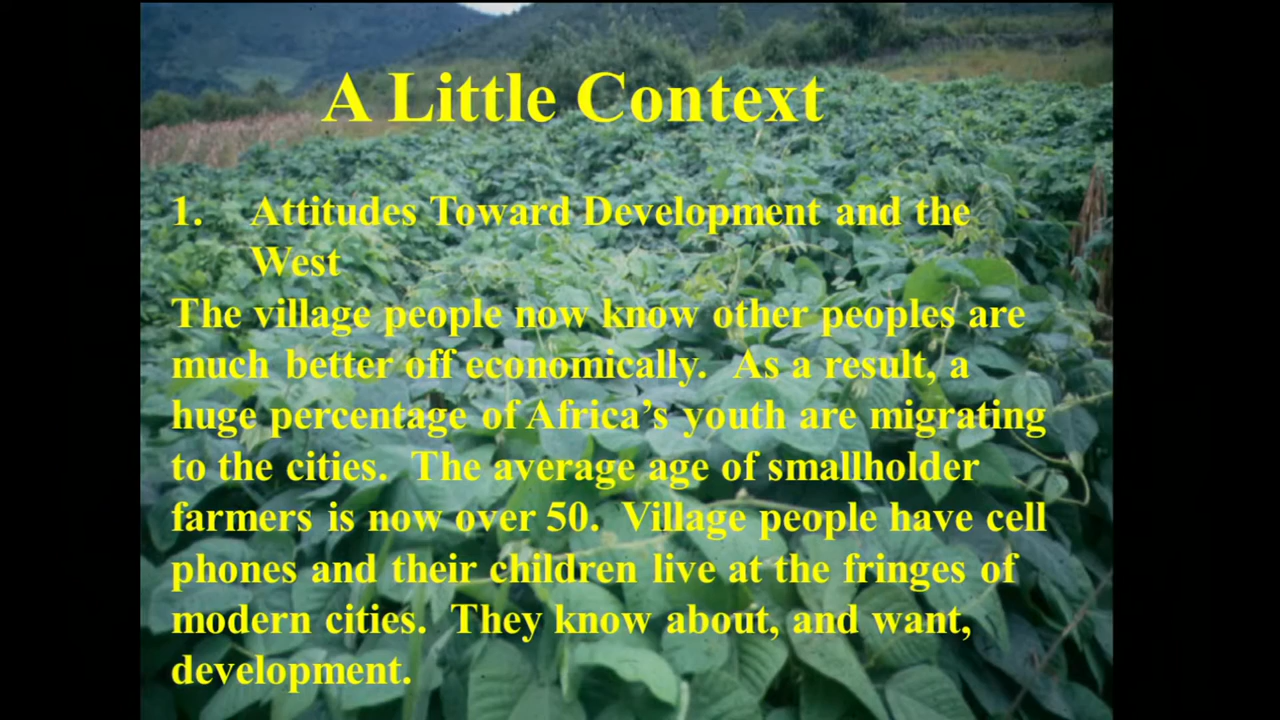 A Little Context
1. Attitudes Toward Development and the
West
The village people now know other peoples are
much better off economically. As a result, a
huge percentage of Africa’s youth are migrating
to the cities. The average age of smallholder
farmers is now over 50. Village people have cell
phones and their children live at the fringes of
modern cities. They know about, and want,
development.